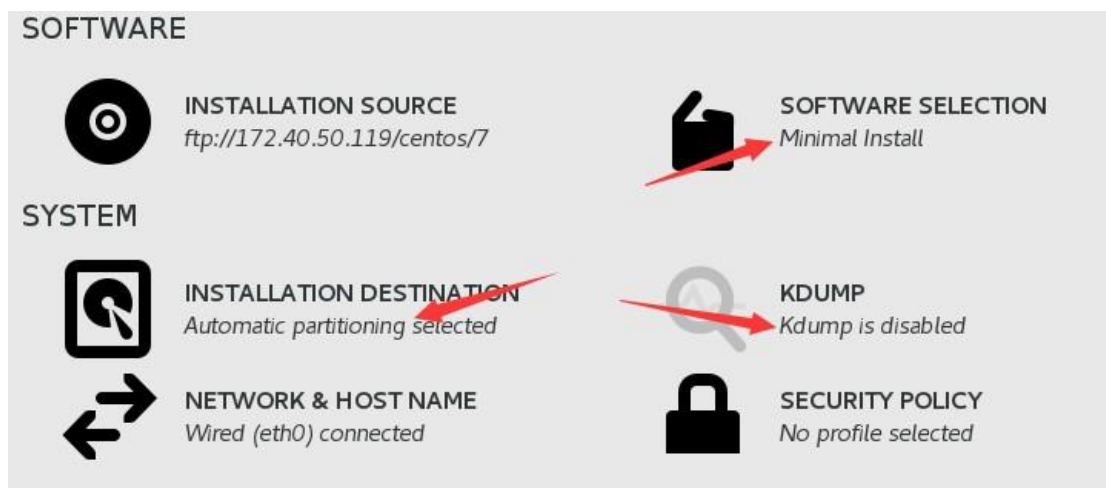 SOFTWARE
INSTALLATION SOURCE
ftp://172.40.50.119/centos/7
SOFTWARE SELECTION
Minimal Install
SYSTEM
INSTALLATION DESTINATION
Automatic partitioning selected
KDUMP
Kdump is disabled
NETWORK & HOST NAME
Wired (eth0) connected
SECURITY POLICY
No profile selected